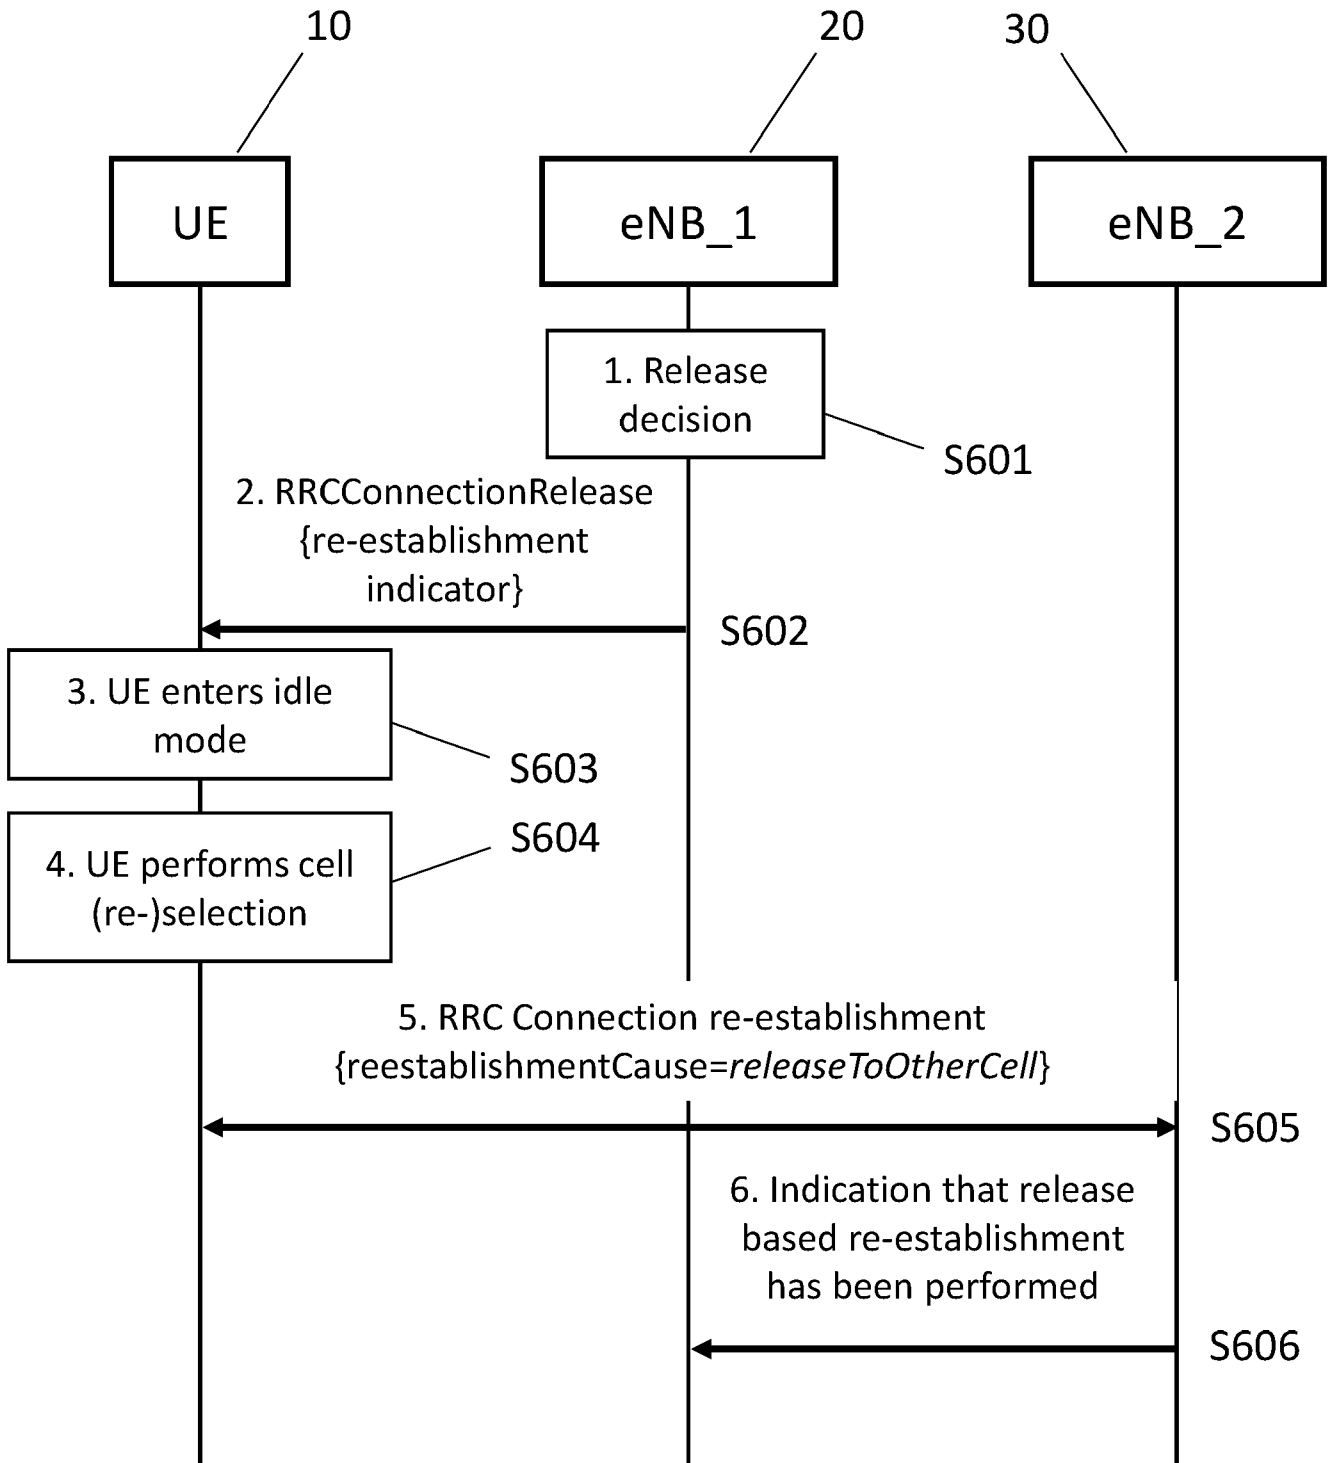 10
20
30
UE
eNB_1
eNB_2
1. Release
decision
S601
2. RRCConnectionRelease
{re-establishment
indicator}
S602
3. UE enters idle
mode
S603
S604
4. UE performs cell
(re-)selection
5. RRC Connection re-establishment
{reestablishmentCause=releaseToOtherCell}
S605
6. Indication that release
based re-establishment
has been performed
S606